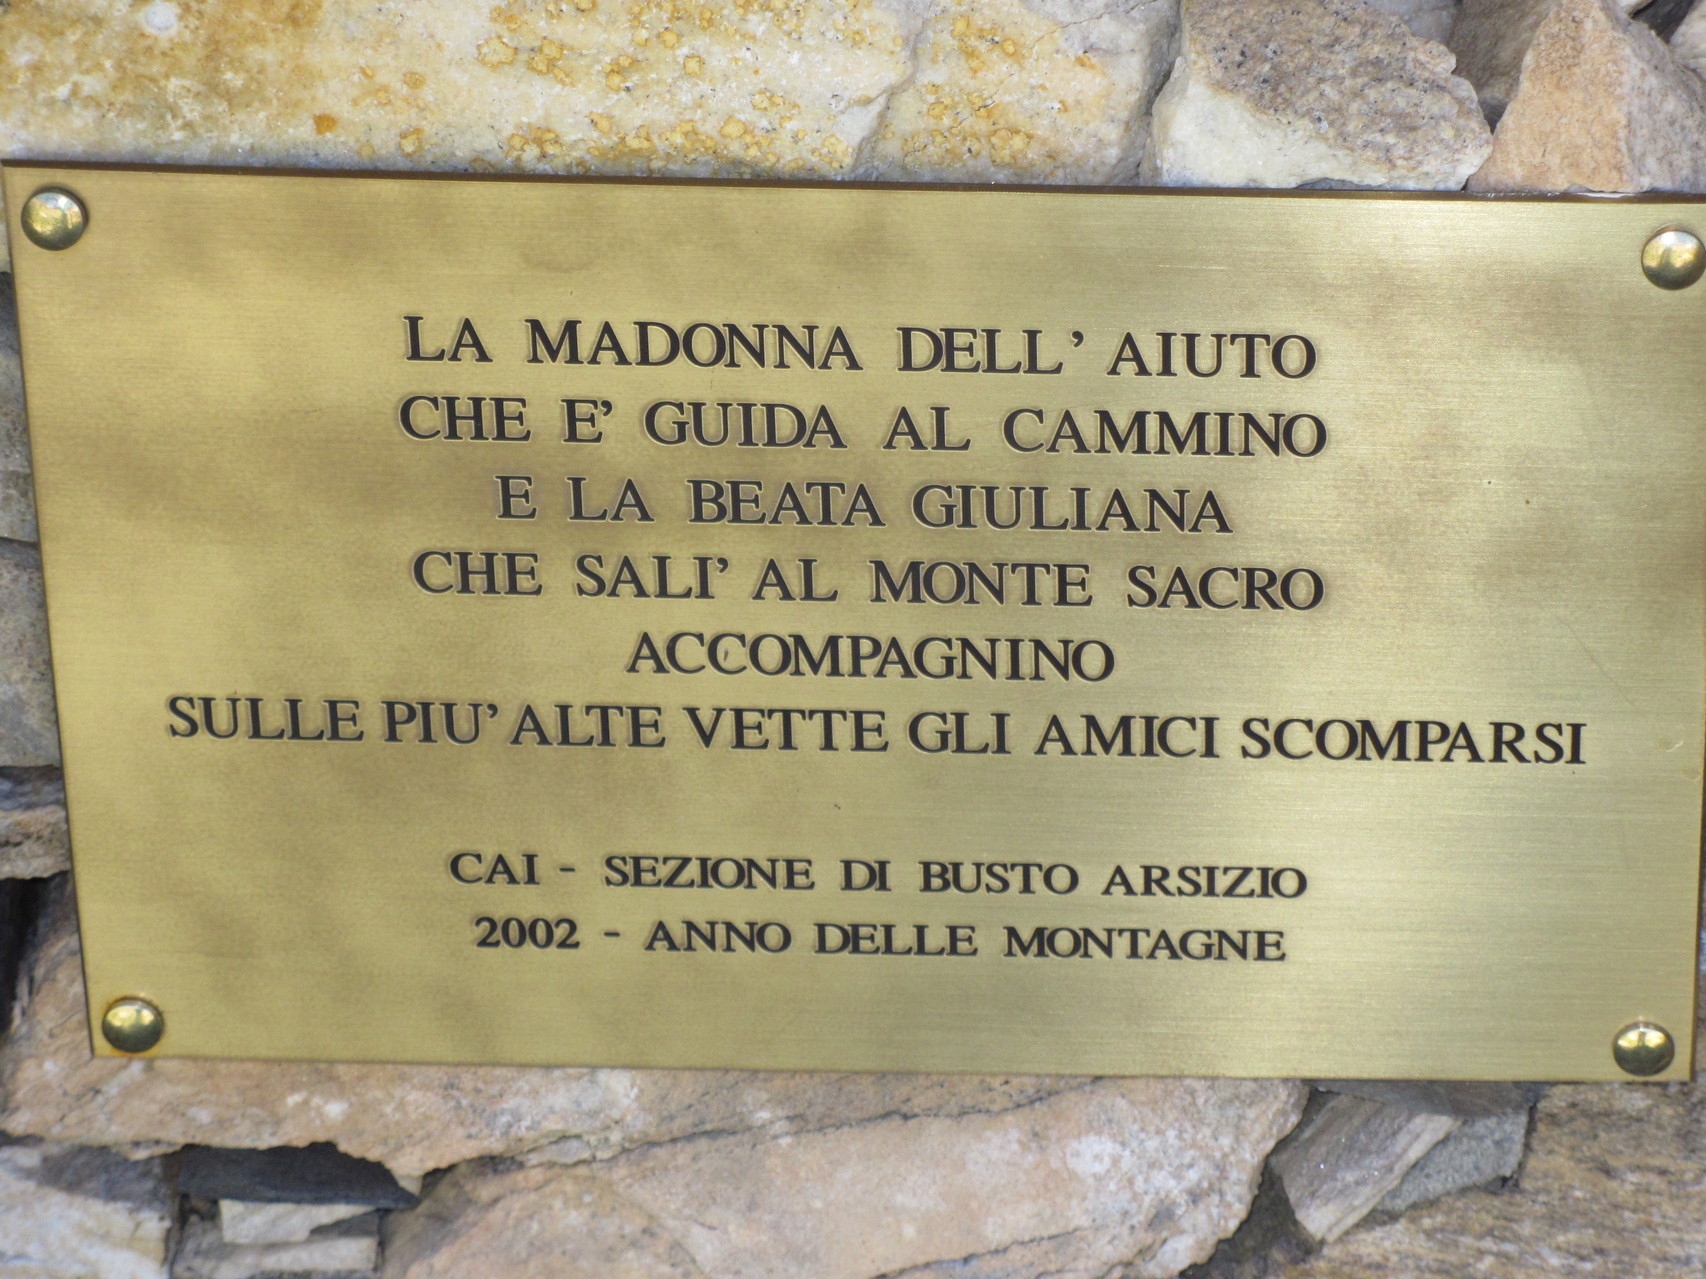 LA MADONNA DELL' AIUTO
CHE E' GUIDA AL CAMMINO
E LA BEATA GIULIANA
CHE SALI' AL MONTE SACRO
ACCOMPAGNINO
SULLE PIU' ALTE VETTE GLI AMICI SCOMPARSI
CAI - SEZIONE DI BUSTO ARSIZIO
2002 - ANNO DELLE MONTAGNE